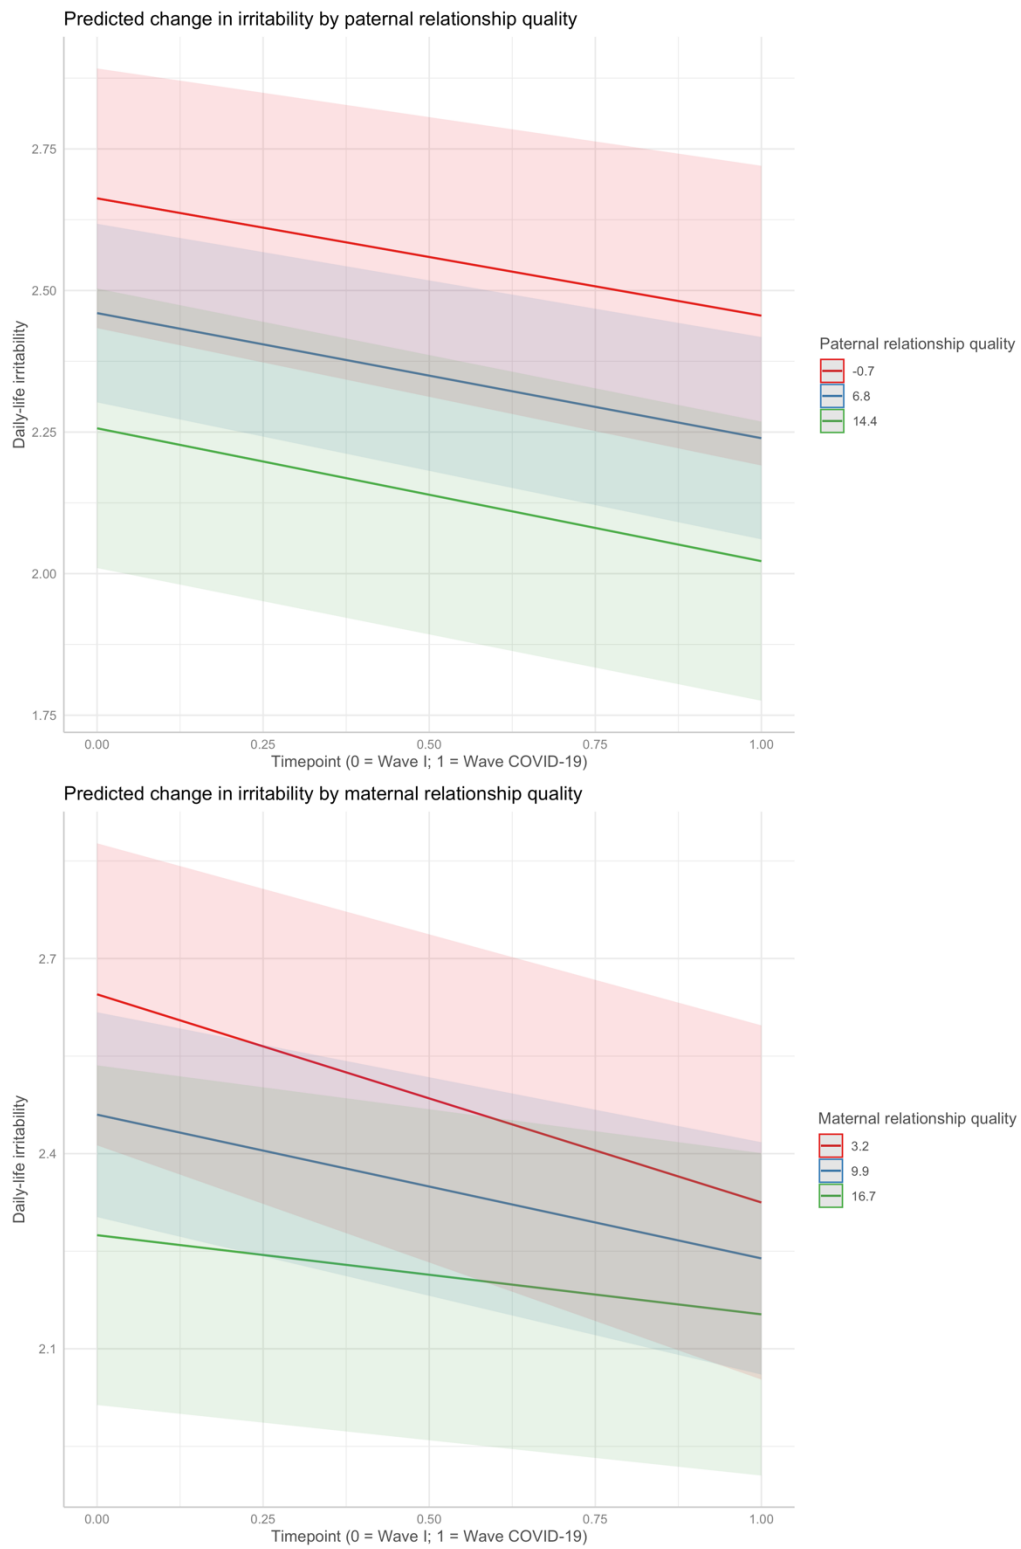 Predicted change in irritability by paternal relationship quality
Daily-life irritability
2.75
2.50
2.25
2.00
1.75
0.00 0.25 0.50 0.75 1.00
Timepoint (0 = Wave I; 1 = Wave COVID-19)
Paternal relationship quality
-0.7
6.8
14.4
Predicted change in irritability by maternal relationship quality
Daily-life irritability
2.7
2.4
2.1
0.00 0.25 0.50 0.75 1.00
Timepoint (0 = Wave I; 1 = Wave COVID-19)
Maternal relationship quality
3.2
9.9
16.7